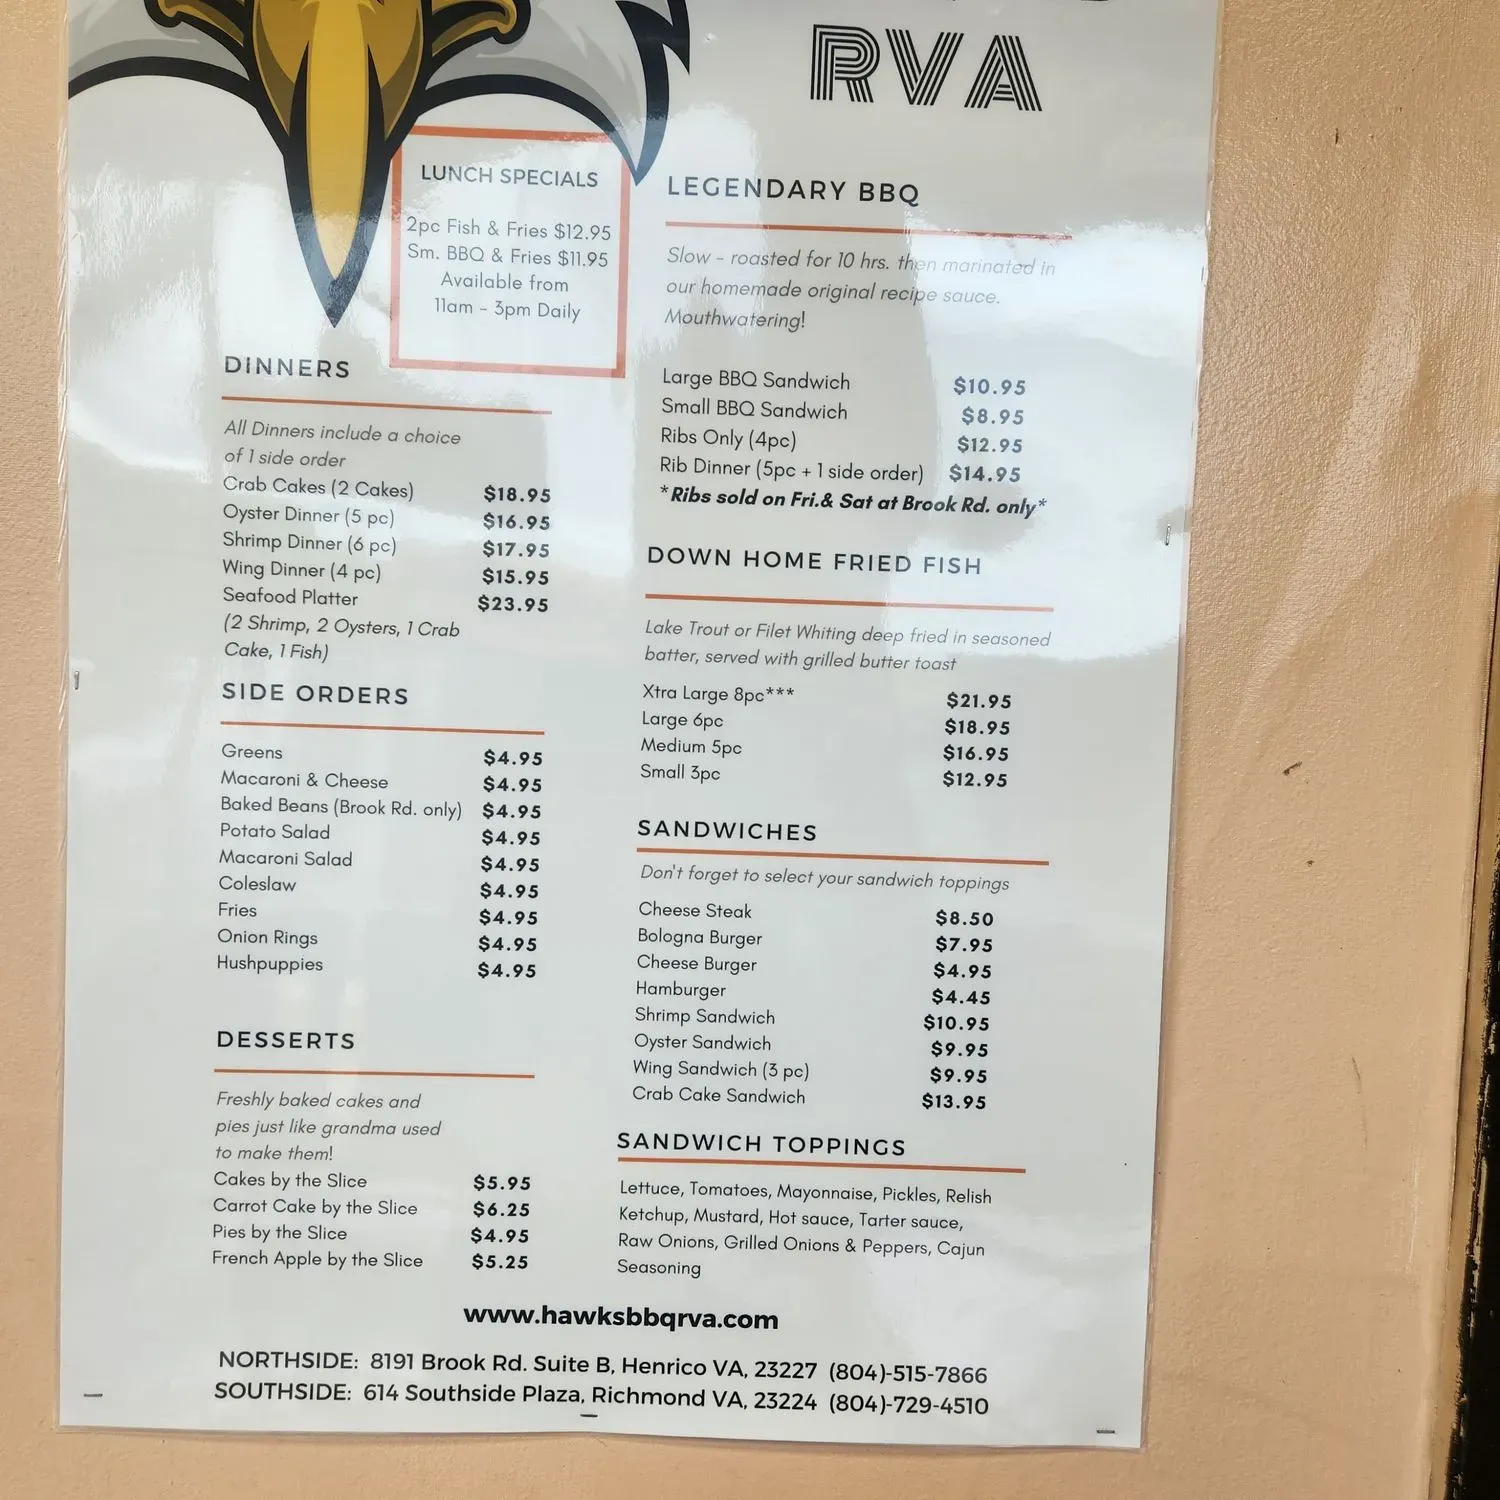 RVA
LUNCH SPECIALS
2pc Fish & Fries $12.95
Sm. BBQ & Fries $11.95
Available from
11am - 3pm Daily
DINNERS
All Dinners include a choice
of 1 side order
Crab Cakes (2 Cakes) $18.95
Oyster Dinner (5 pc) $16.95
Shrimp Dinner (6 pc) $17.95
Wing Dinner (4 pc) $15.95
Seafood Platter $23.95
(2 Shrimp, 2 Oysters, 1 Crab
Cake, 1 Fish)
SIDE ORDERS
Greens $4.95
Macaroni & Cheese $4.95
Baked Beans (Brook Rd. only) $4.95
Potato Salad $4.95
Macaroni Salad $4.95
Coleslaw $4.95
Fries $4.95
Onion Rings $4.95
Hushpuppies $4.95
DESSERTS
Freshly baked cakes and
pies just like grandma used
to make them!
Cakes by the Slice $5.95
Carrot Cake by the Slice $6.25
Pies by the Slice $4.95
French Apple by the Slice $5.25
LEGENDARY BBQ
Slow - roasted for 10 hrs. then marinated in
our homemade original recipe sauce.
Mouthwatering!
Large BBQ Sandwich $10.95
Small BBQ Sandwich $8.95
Ribs Only (4pc) $12.95
Rib Dinner (5pc + 1 side order) $14.95
*Ribs sold on Fri.& Sat at Brook Rd. only*
DOWN HOME FRIED FISH
Lake Trout or Filet Whiting deep fried in seasoned
batter, served with grilled butter toast
Xtra Large 8pc*** $21.95
Large 6pc $18.95
Medium 5pc $16.95
Small 3pc $12.95
SANDWICHES
Don't forget to select your sandwich toppings
Cheese Steak $8.50
Bologna Burger $7.95
Cheese Burger $4.95
Hamburger $4.45
Shrimp Sandwich $10.95
Oyster Sandwich $9.95
Wing Sandwich (3 pc) $9.95
Crab Cake Sandwich $13.95
SANDWICH TOPPINGS
Lettuce, Tomatoes, Mayonnaise, Pickles, Relish
Ketchup, Mustard, Hot sauce, Tarter sauce,
Raw Onions, Grilled Onions & Peppers, Cajun
Seasoning
www.hawksbbqrva.com
NORTHSIDE: 8191 Brook Rd. Suite B, Henrico VA, 23227 (804)-515-7866
SOUTHSIDE: 614 Southside Plaza, Richmond VA, 23224 (804)-729-4510